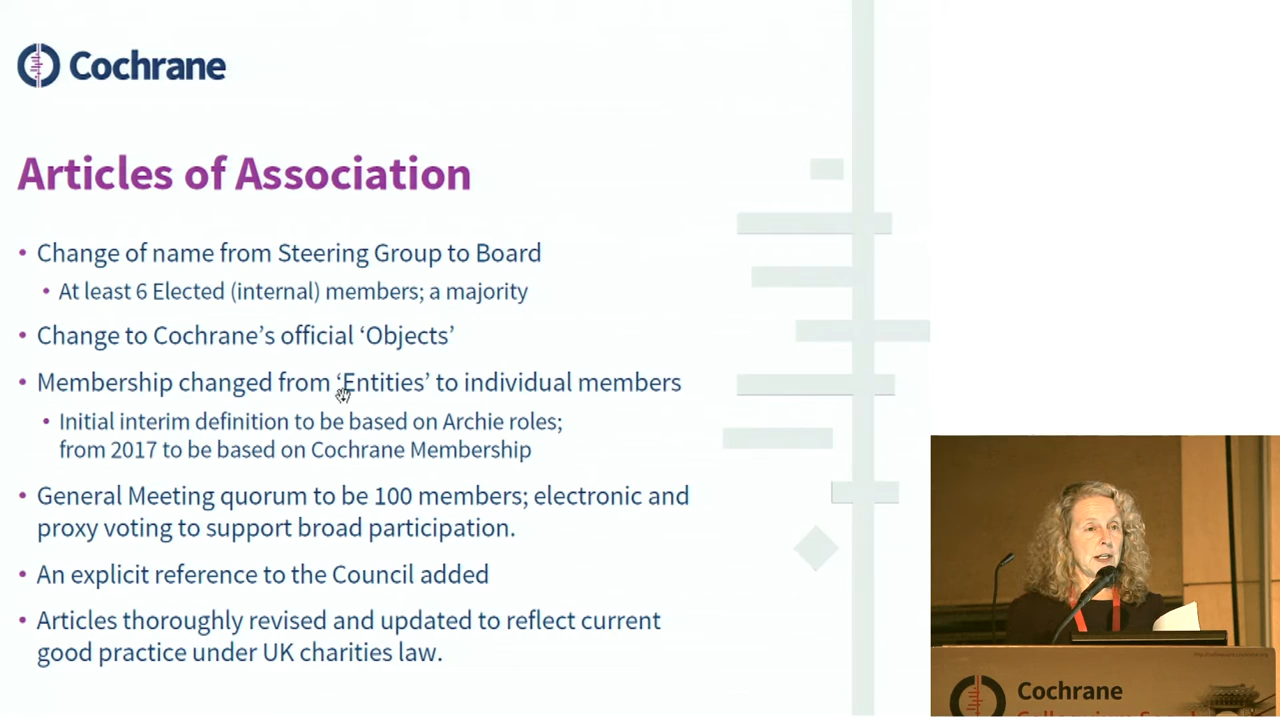 Cochrane
Articles of Association
• Change of name from Steering Group to Board
• At least 6 Elected (internal) members; a majority
• Change to Cochrane’s official ‘Objects’
• Membership changed from ‘Entities’ to individual members
• Initial interim definition to be based on Archie roles;
from 2017 to be based on Cochrane Membership
• General Meeting quorum to be 100 members; electronic and
proxy voting to support broad participation.
• An explicit reference to the Council added
• Articles thoroughly revised and updated to reflect current
good practice under UK charities law.
Cochrane